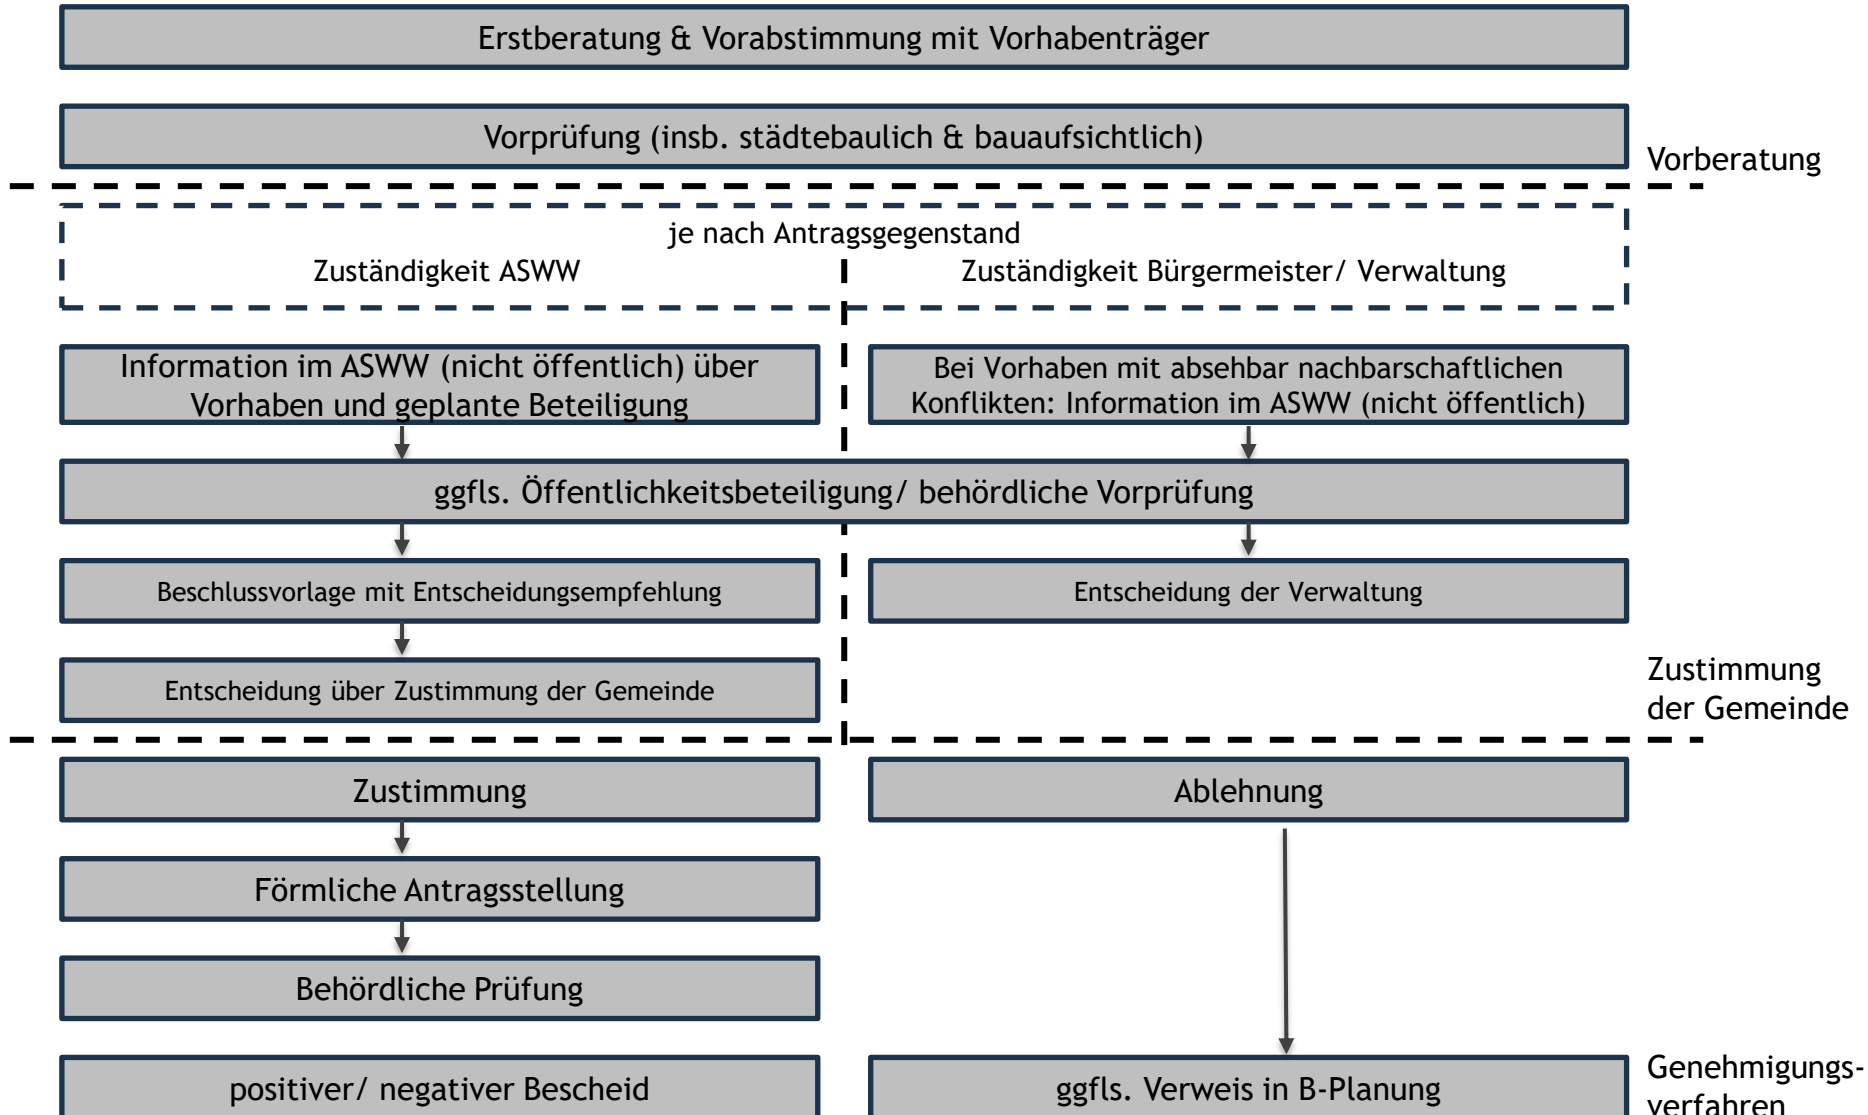 Erstberatung & Vorabstimmung mit Vorhabenträger
Vorprüfung (insb. städtebaulich & bauaufsichtlich)
Vorberatung
je nach Antragsgegenstand
Zuständigkeit ASWW
Zuständigkeit Bürgermeister/ Verwaltung
Information im ASWW (nicht öffentlich) über
Vorhaben und geplante Beteiligung
Bei Vorhaben mit absehbar nachbarschaftlichen
Konflikten: Information im ASWW (nicht öffentlich)
ggfls. Öffentlichkeitsbeteiligung/ behördliche Vorprüfung
Beschlussvorlage mit Entscheidungsempfehlung
Entscheidung der Verwaltung
Entscheidung über Zustimmung der Gemeinde
Zustimmung
der Gemeinde
Zustimmung
Ablehnung
Förmliche Antragsstellung
Behördliche Prüfung
positiver/ negativer Bescheid
ggfls. Verweis in B-Planung
Genehmigungs-
verfahren